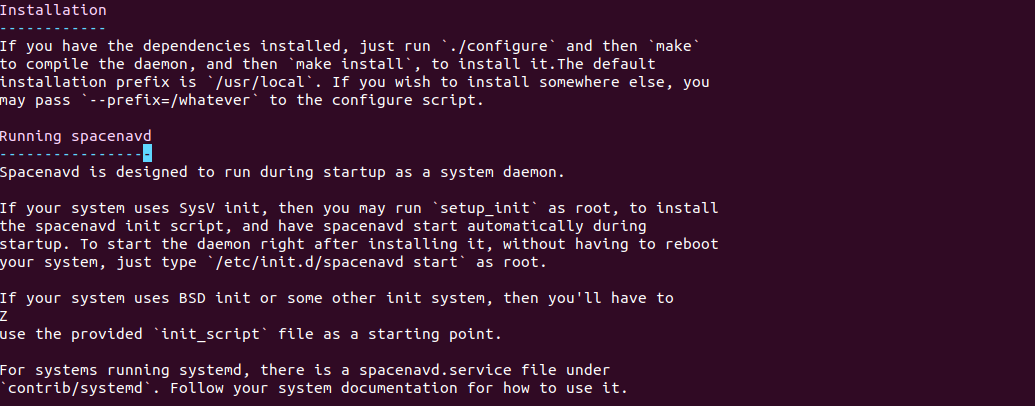 Installation
------------
If you have the dependencies installed, just run `./configure` and then `make`
to compile the daemon, and then `make install`, to install it.The default
installation prefix is `/usr/local`. If you wish to install somewhere else, you
may pass `--prefix=/whatever` to the configure script.
Running spacenavd
-----------------
Spacenavd is designed to run during startup as a system daemon.
If your system uses SysV init, then you may run `setup_init` as root, to install
the spacenavd init script, and have spacenavd start automatically during
startup. To start the daemon right after installing it, without having to reboot
your system, just type `/etc/init.d/spacenavd start` as root.
If your system uses BSD init or some other init system, then you'll have to
Z
use the provided `init_script` file as a starting point.
For systems running systemd, there is a spacenavd.service file under
`contrib/systemd`. Follow your system documentation for how to use it.